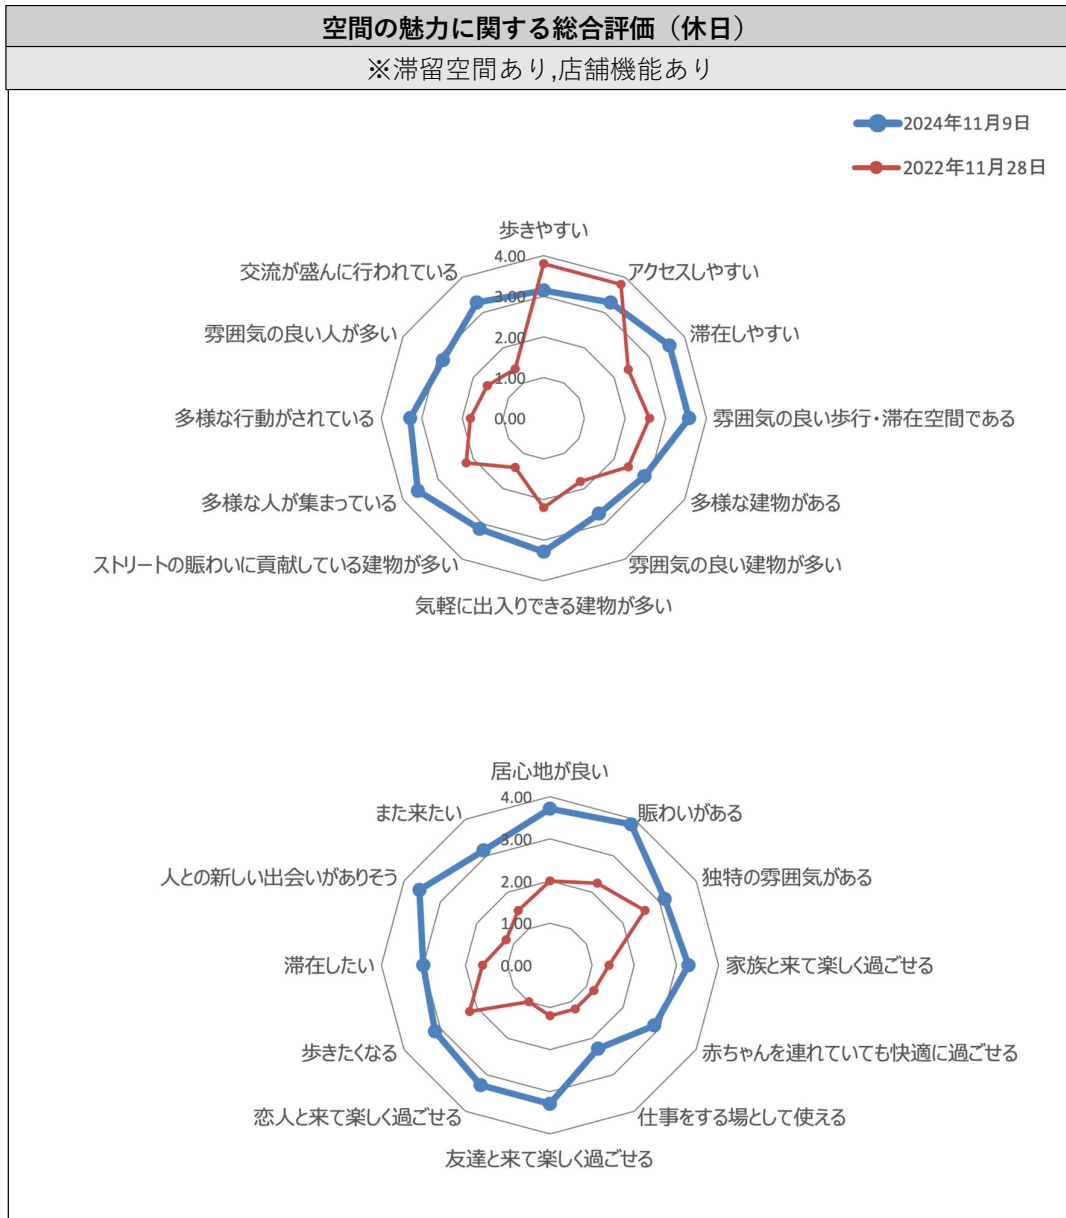 空間の魅力に関する総合評価（休日）
※滞留空間あり,店舗機能あり
2024年11月9日
2022年11月28日
歩きやすい
4.00
交流が盛んに行われている
アクセスしやすい
3.00
雰囲気の良い人が多い
滞在しやすい
2.00
1.00
多様な行動がされている
0.00
雰囲気の良い歩行・滞在空間である
多様な人が集まっている
多様な建物がある
ストリートの賑わいに貢献している建物が多い
雰囲気の良い建物が多い
気軽に出入りできる建物が多い
居心地が良い
4.00
また来たい
賑わいがある
3.00
人との新しい出会いがありそう
独特の雰囲気がある
2.00
1.00
滞在したい
0.00
家族と来て楽しく過ごせる
歩きたくなる
赤ちゃんを連れていても快適に過ごせる
恋人と来て楽しく過ごせる
仕事をする場として使える
友達と来て楽しく過ごせる